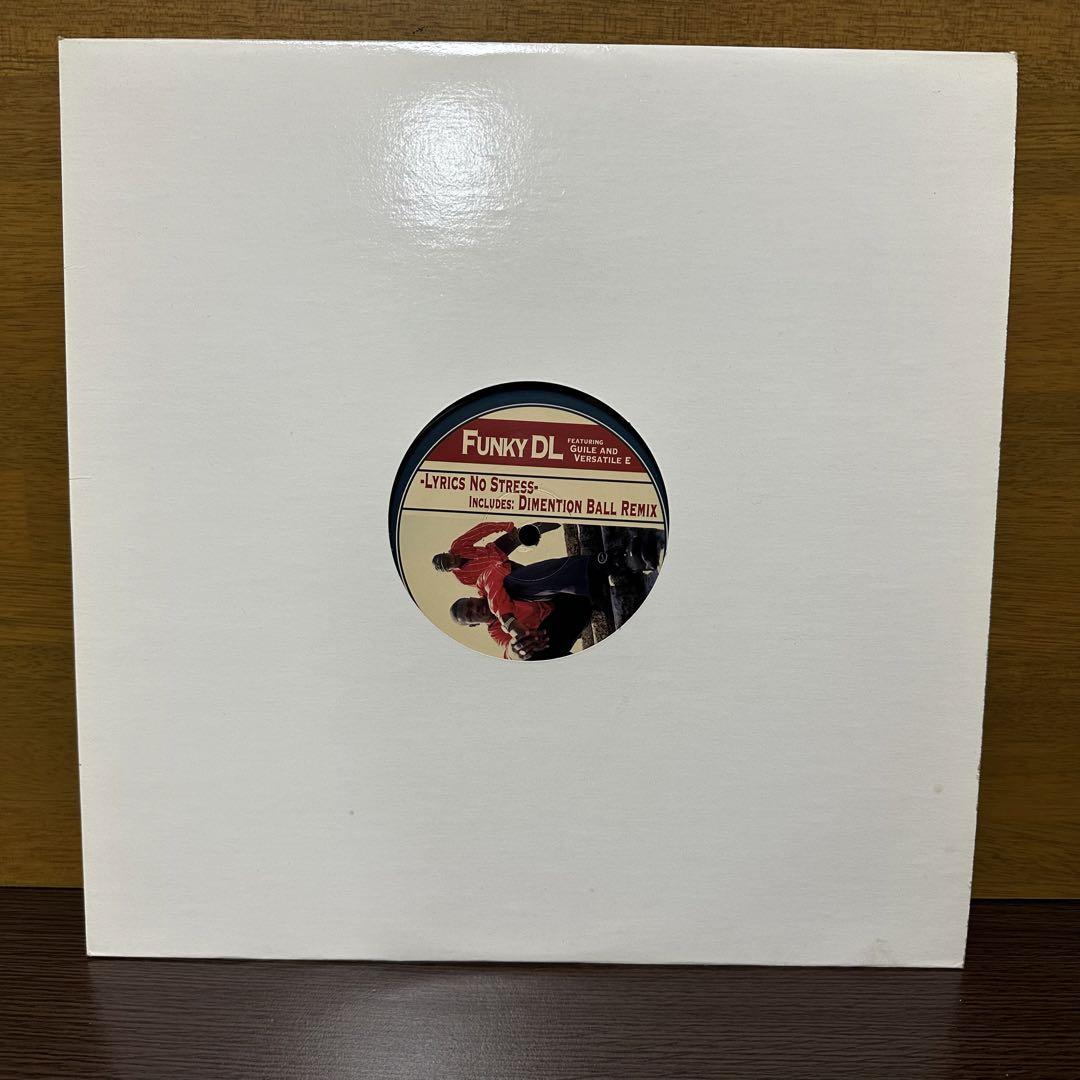 FUNKY DL FEATURING
GUILE AND
VERSATILE E
-LYRICS NO STRESS-
INCLUDES: DIMENTION BALL REMIX